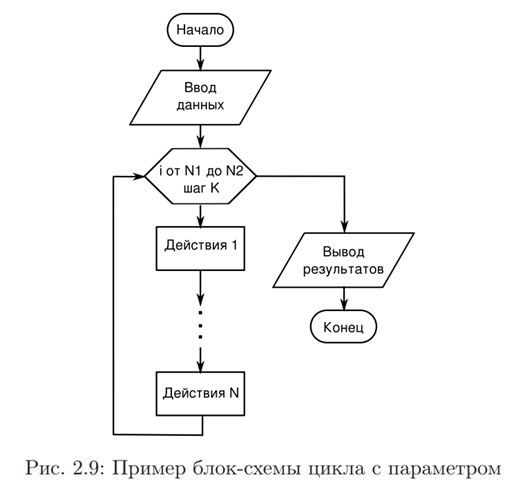 Начало
Ввод
данных
i от N1 до N2
шаг K
Действия 1
Вывод
результатов
Конец
Действия N
Рис. 2.9: Пример блок-схемы цикла с параметром